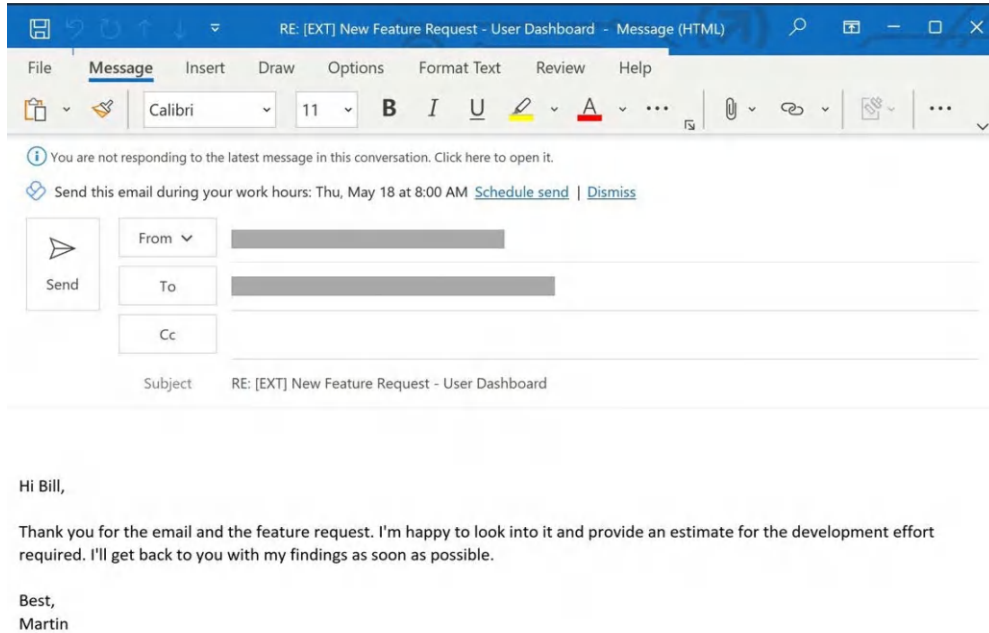 RE: [EXT] New Feature Request - User Dashboard - Message (HTML)
File Message Insert Draw Options Format Text Review Help
Calibri 11 B I U A
You are not responding to the latest message in this conversation. Click here to open it.
Send this email during your work hours: Thu, May 18 at 8:00 AM Schedule send | Dismiss
From
Send
To
Cc
Subject RE: [EXT] New Feature Request - User Dashboard
Hi Bill,
Thank you for the email and the feature request. I'm happy to look into it and provide an estimate for the development effort
required. I'll get back to you with my findings as soon as possible.
Best,
Martin